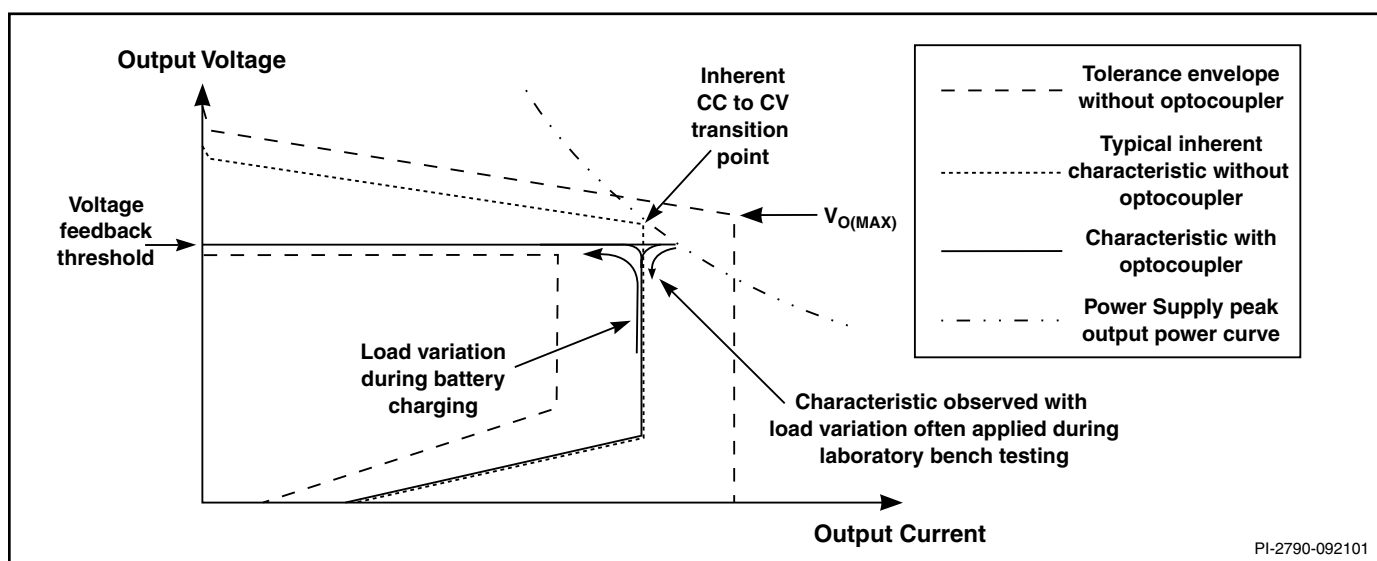 Output Voltage
Inherent
CC to CV
transition
point
Tolerance envelope
without optocoupler
Typical inherent
characteristic without
optocoupler
Characteristic with
optocoupler
Power Supply peak
output power curve
Voltage
feedback
threshold
VO(MAX)
Load variation
during battery
charging
Characteristic observed with
load variation often applied during
laboratory bench testing
Output Current
PI-2790-092101